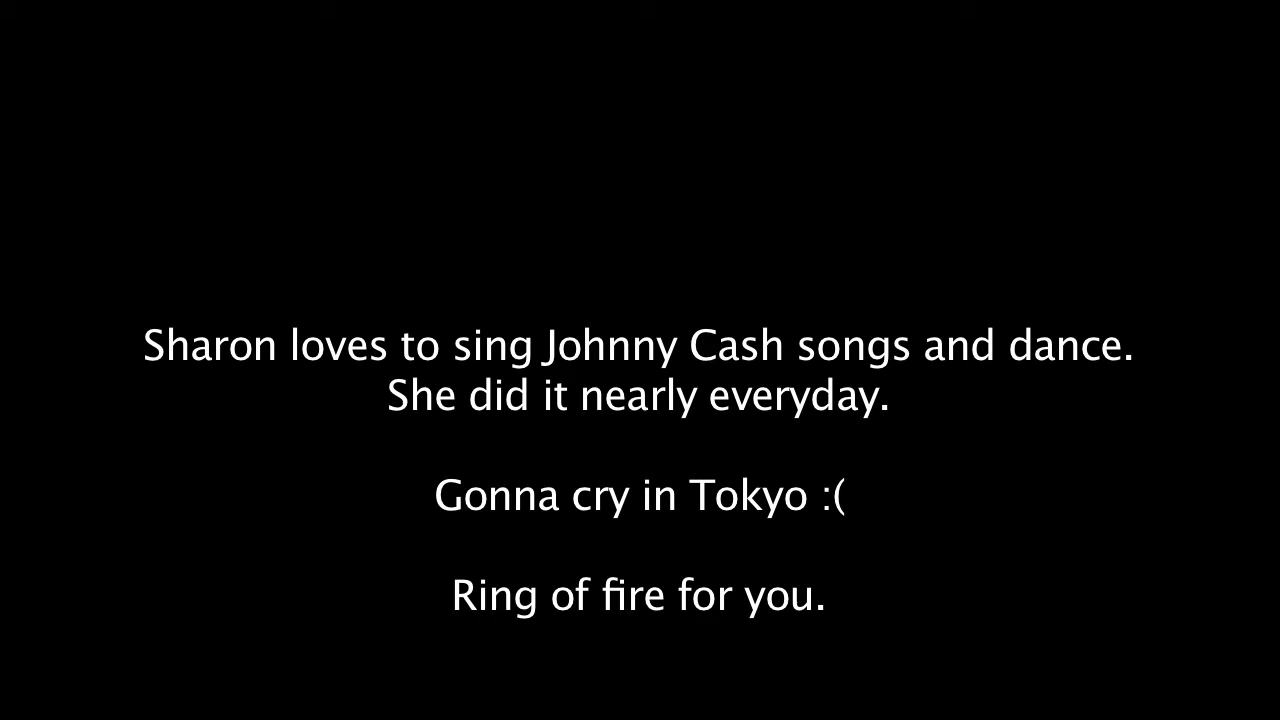 Sharon loves to sing Johnny Cash songs and dance.
She did it nearly everyday.
Gonna cry in Tokyo :(
Ring of fire for you.